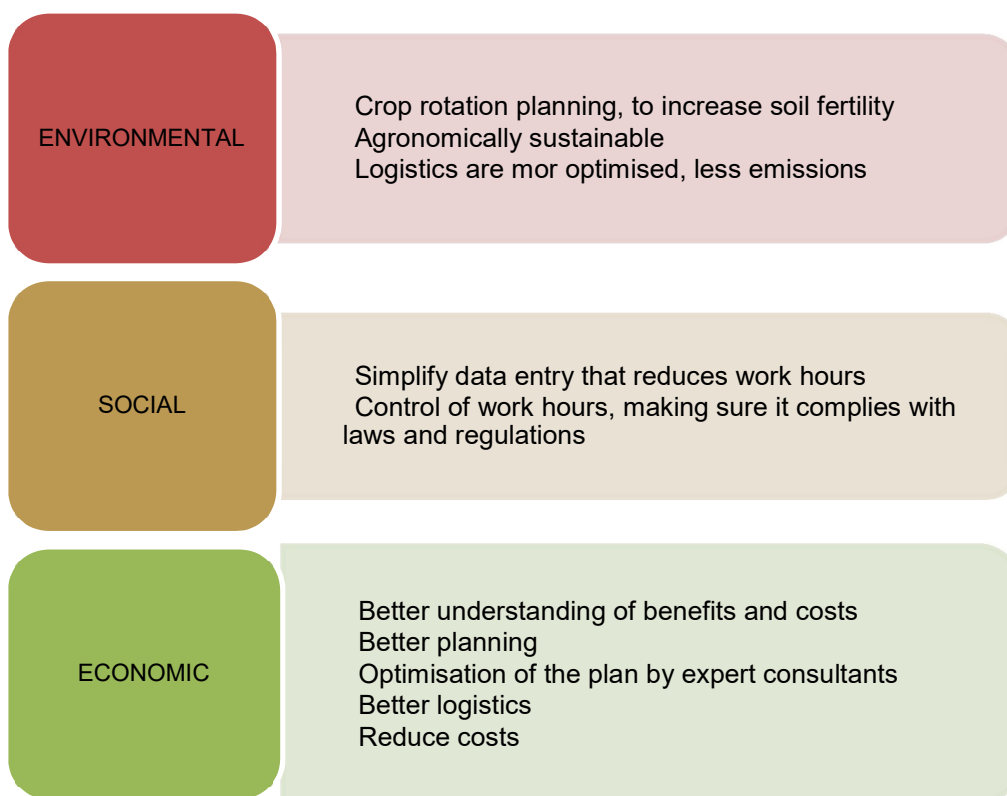 ENVIRONMENTAL
Crop rotation planning, to increase soil fertility
Agronomically sustainable
Logistics are mor optimised, less emissions
SOCIAL
Simplify data entry that reduces work hours
Control of work hours, making sure it complies with
laws and regulations
ECONOMIC
Better understanding of benefits and costs
Better planning
Optimisation of the plan by expert consultants
Better logistics
Reduce costs